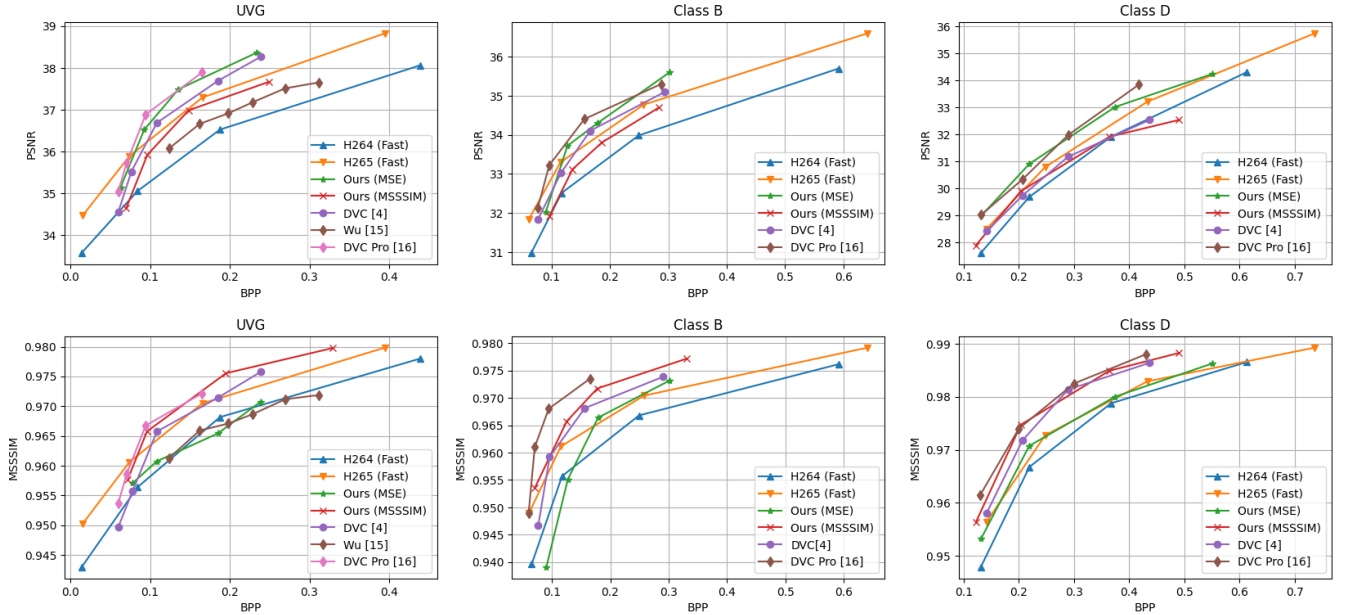 UVG
PSNR
39
38
37
36
35
34
0.0 0.1 0.2 0.3 0.4
BPP
H264 (Fast)
H265 (Fast)
Ours (MSE)
Ours (MSSSIM)
DVC [4]
Wu [15]
DVC Pro [16]
Class B
PSNR
36
35
34
33
32
31
0.1 0.2 0.3 0.4 0.5 0.6
BPP
H264 (Fast)
H265 (Fast)
Ours (MSE)
Ours (MSSSIM)
DVC [4]
DVC Pro [16]
Class D
PSNR
36
35
34
33
32
31
30
29
28
0.1 0.2 0.3 0.4 0.5 0.6 0.7
BPP
H264 (Fast)
H265 (Fast)
Ours (MSE)
Ours (MSSSIM)
DVC [4]
DVC Pro [16]
UVG
MSSSIM
0.980
0.975
0.970
0.965
0.960
0.955
0.950
0.945
0.0 0.1 0.2 0.3 0.4
BPP
H264 (Fast)
H265 (Fast)
Ours (MSE)
Ours (MSSSIM)
DVC [4]
Wu [15]
DVC Pro [16]
Class B
MSSSIM
0.980
0.975
0.970
0.965
0.960
0.955
0.950
0.945
0.940
0.1 0.2 0.3 0.4 0.5 0.6
BPP
H264 (Fast)
H265 (Fast)
Ours (MSE)
Ours (MSSSIM)
DVC[4]
DVC Pro [16]
Class D
MSSSIM
0.99
0.98
0.97
0.96
0.95
0.1 0.2 0.3 0.4 0.5 0.6 0.7
BPP
H264 (Fast)
H265 (Fast)
Ours (MSE)
Ours (MSSSIM)
DVC [4]
DVC Pro [16]